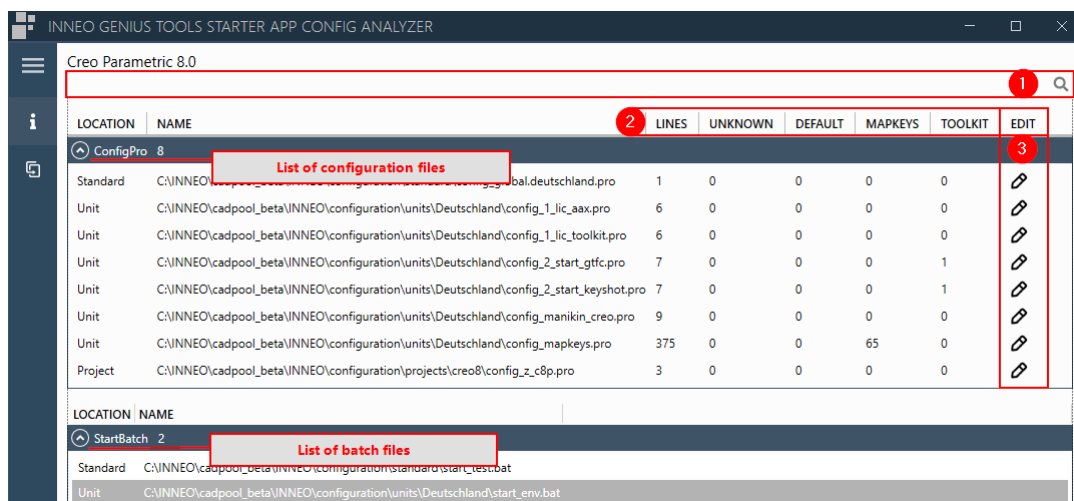 INNEO GENIUS TOOLS STARTER APP CONFIG ANALYZER
Creo Parametric 8.0
1
LOCATION NAME 2 LINES UNKNOWN DEFAULT MAPKEYS TOOLKIT EDIT
ConfigPro 8 3
List of configuration files
Standard C:\INNEO\cadpool_beta\INNEO\configuration\standard\config_global.deutschland.pro 1 0 0 0 0
Unit C:\INNEO\cadpool_beta\INNEO\configuration\units\Deutschland\config_1_lic_aax.pro 6 0 0 0 0
Unit C:\INNEO\cadpool_beta\INNEO\configuration\units\Deutschland\config_1_lic_toolkit.pro 6 0 0 0 0
Unit C:\INNEO\cadpool_beta\INNEO\configuration\units\Deutschland\config_2_start_gtfc.pro 7 0 0 0 1
Unit C:\INNEO\cadpool_beta\INNEO\configuration\units\Deutschland\config_2_start_keyshot.pro 7 0 0 0 1
Unit C:\INNEO\cadpool_beta\INNEO\configuration\units\Deutschland\config_manikin_creo.pro 9 0 0 0 0
Unit C:\INNEO\cadpool_beta\INNEO\configuration\units\Deutschland\config_mapkeys.pro 375 0 0 65 0
Project C:\INNEO\cadpool_beta\INNEO\configuration\projects\creo8\config_z_c8p.pro 3 0 0 0 0
LOCATION NAME
StartBatch 2
List of batch files
Standard C:\INNEO\cadpool_beta\INNEO\configuration\standard\start_test.bat
Unit C:\INNEO\cadpool_beta\INNEO\configuration\units\Deutschland\start_env.bat